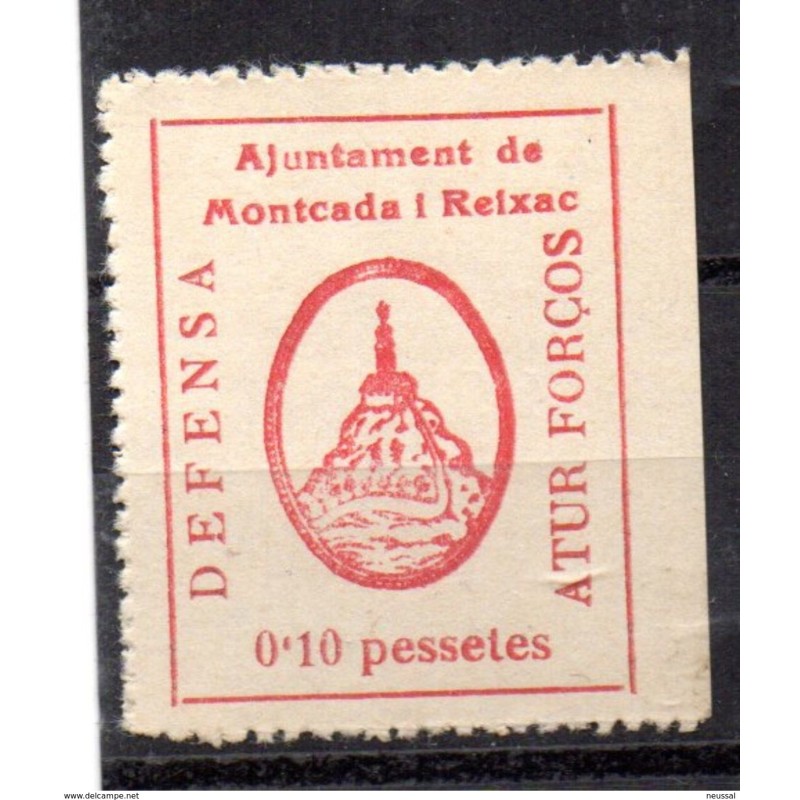 Ajuntament de
Montcada i Reixac
DEFENSA
ATUR FORÇOS
0'10 pessetes
www.delcampe.net
neussal